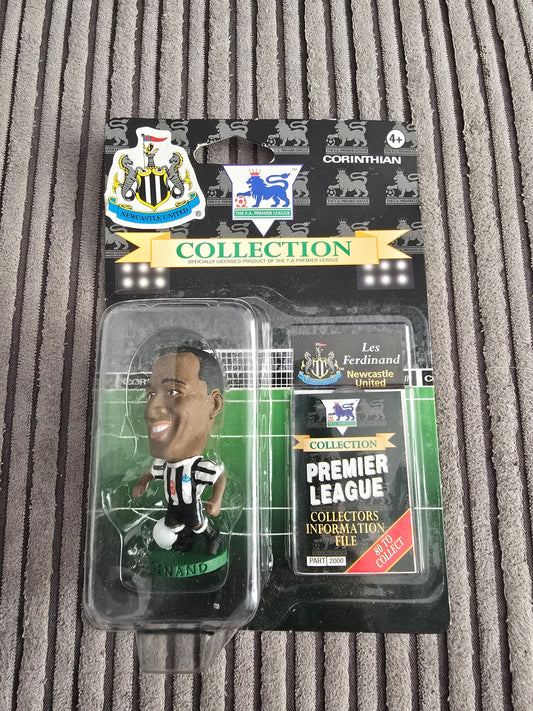 4+
CORINTHIAN
NEWCASTLE UNITED
®
THE F.A. PREMIER LEAGUE
COLLECTION
OFFICIALLY LICENSED PRODUCT OF THE F.A PREMIER LEAGUE
Les
Ferdinand
Newcastle
United
COLLECTION
PREMIER
LEAGUE
COLLECTORS
INFORMATION
FILE
80 TO
COLLECT
PART 2000
INAND